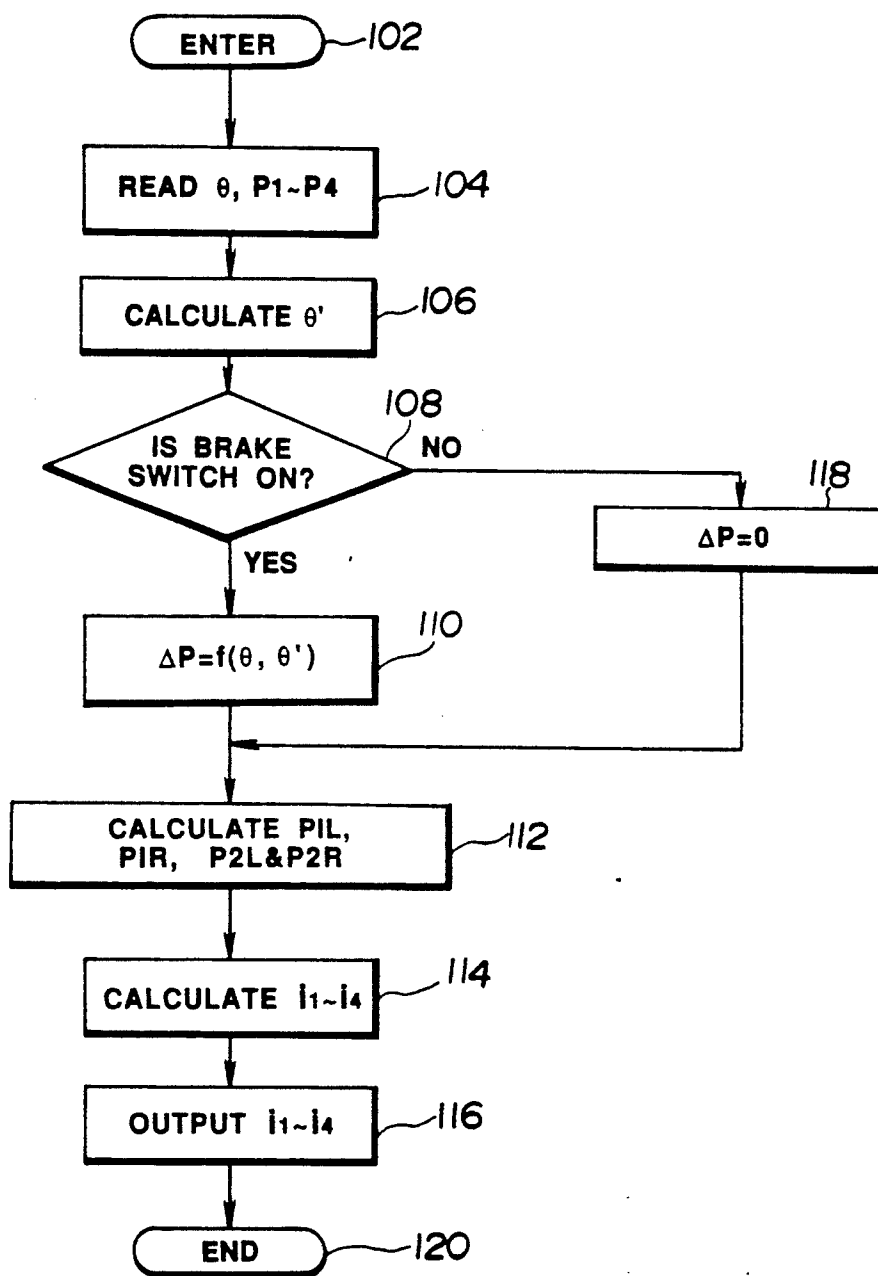 ENTER
102
READ θ, P1~P4
104
CALCULATE θ'
106
IS BRAKE
SWITCH ON?
108
NO
YES
118
ΔP=0
ΔP=f(θ, θ')
110
CALCULATE PIL,
PIR, P2L&P2R
112
CALCULATE i1~i4
114
OUTPUT i1~i4
116
END
120